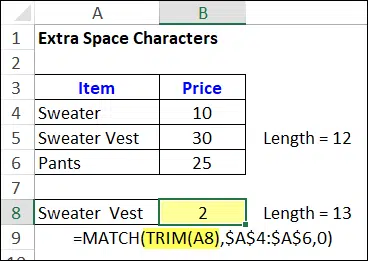 A B
1 Extra Space Characters
2
3 Item Price
4 Sweater 10
5 Sweater Vest 30 Length = 12
6 Pants 25
7
8 Sweater  Vest 2 Length = 13
9 =MATCH(TRIM(A8),$A$4:$A$6,0)